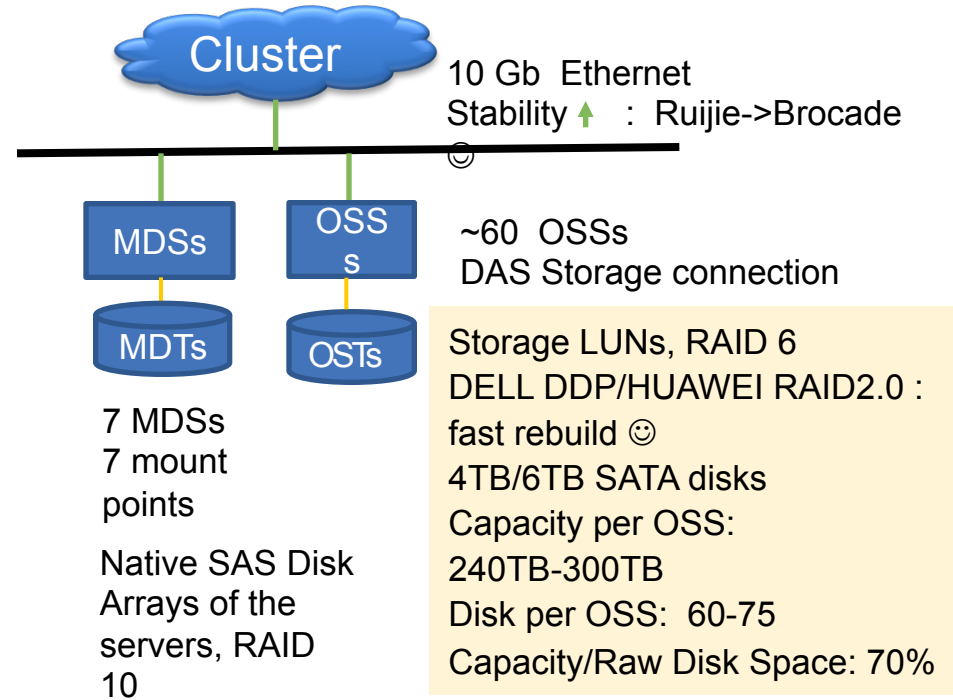 Cluster
10 Gb  Ethernet
Stability ↑  :  Ruijie->Brocade
☺
MDSs
OSS
s
~60  OSSs
DAS Storage connection
MDTs
OSTs
7 MDSs
7 mount
points
Native SAS Disk
Arrays of the
servers, RAID
10
Storage LUNs, RAID 6
DELL DDP/HUAWEI RAID2.0 :
fast rebuild ☺
4TB/6TB SATA disks
Capacity per OSS:
240TB-300TB
Disk per OSS:  60-75
Capacity/Raw Disk Space: 70%